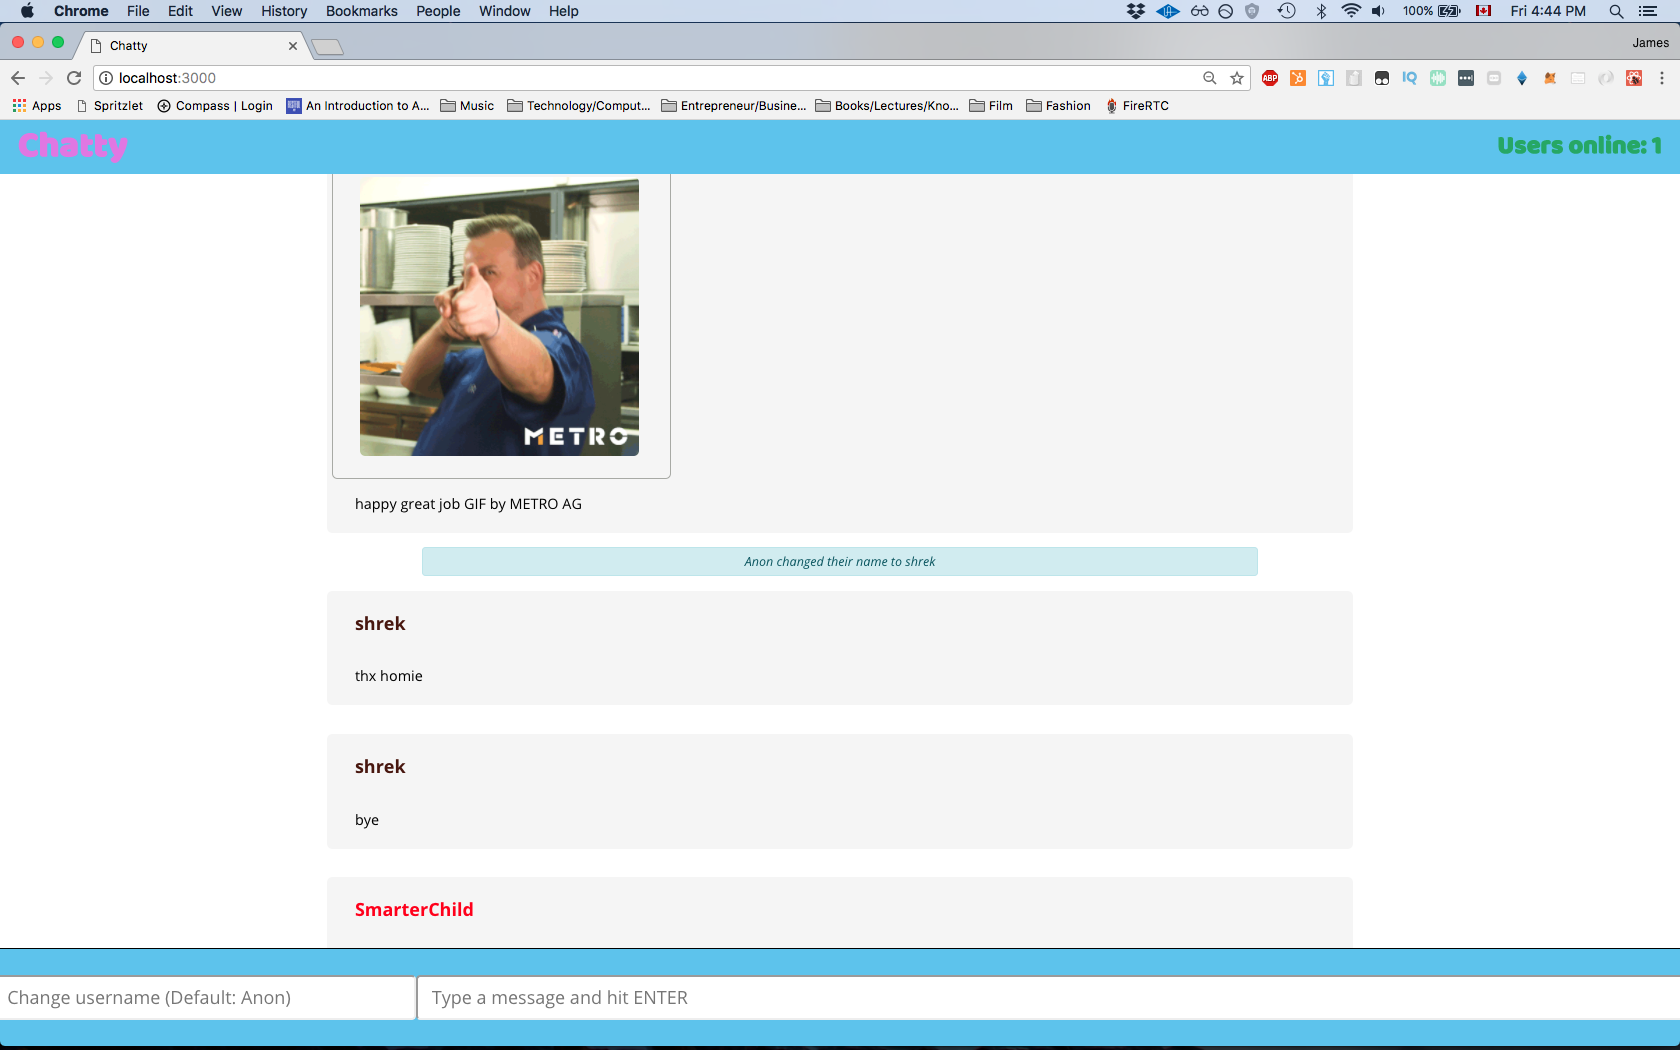 Chrome File Edit View History Bookmarks People Window Help 100% Fri 4:44 PM
Chatty James
localhost:3000 ABP IQ
Apps Spritzlet Compass | Login An Introduction to A... Music Technology/Comput... Entrepreneur/Busine... Books/Lectures/Kno... Film Fashion FireRTC
Chatty Users online: 1
METRO
happy great job GIF by METRO AG
Anon changed their name to shrek
shrek
thx homie
shrek
bye
SmarterChild
Change username (Default: Anon) Type a message and hit ENTER